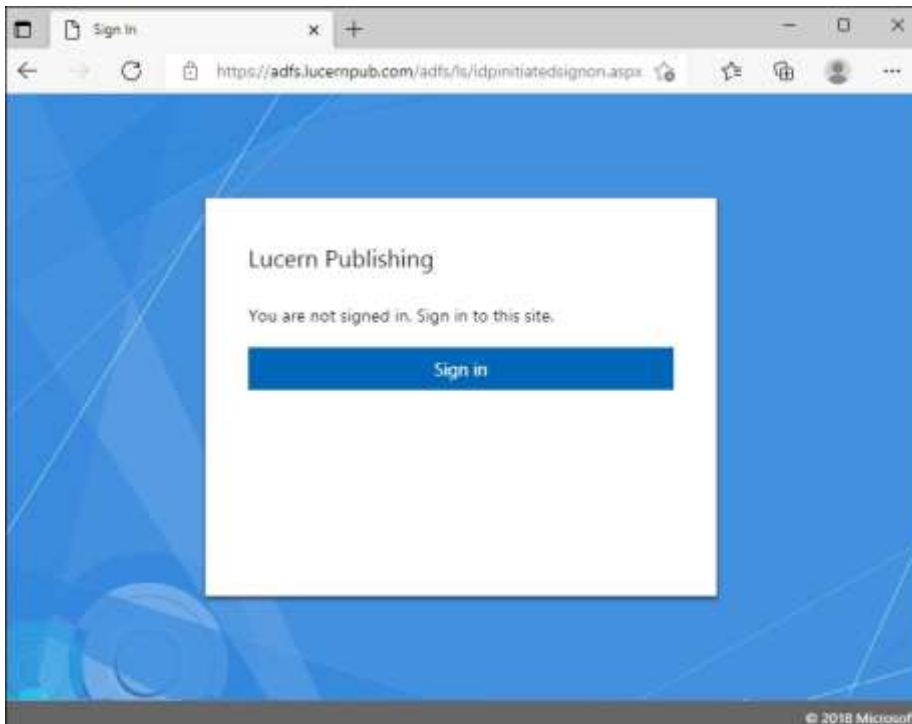 Sign In
https://adfs.lucernpub.com/adfs/ls/idpinitiatedsignon.aspx
Lucern Publishing
You are not signed in. Sign in to this site.
Sign in
© 2018 Microsoft